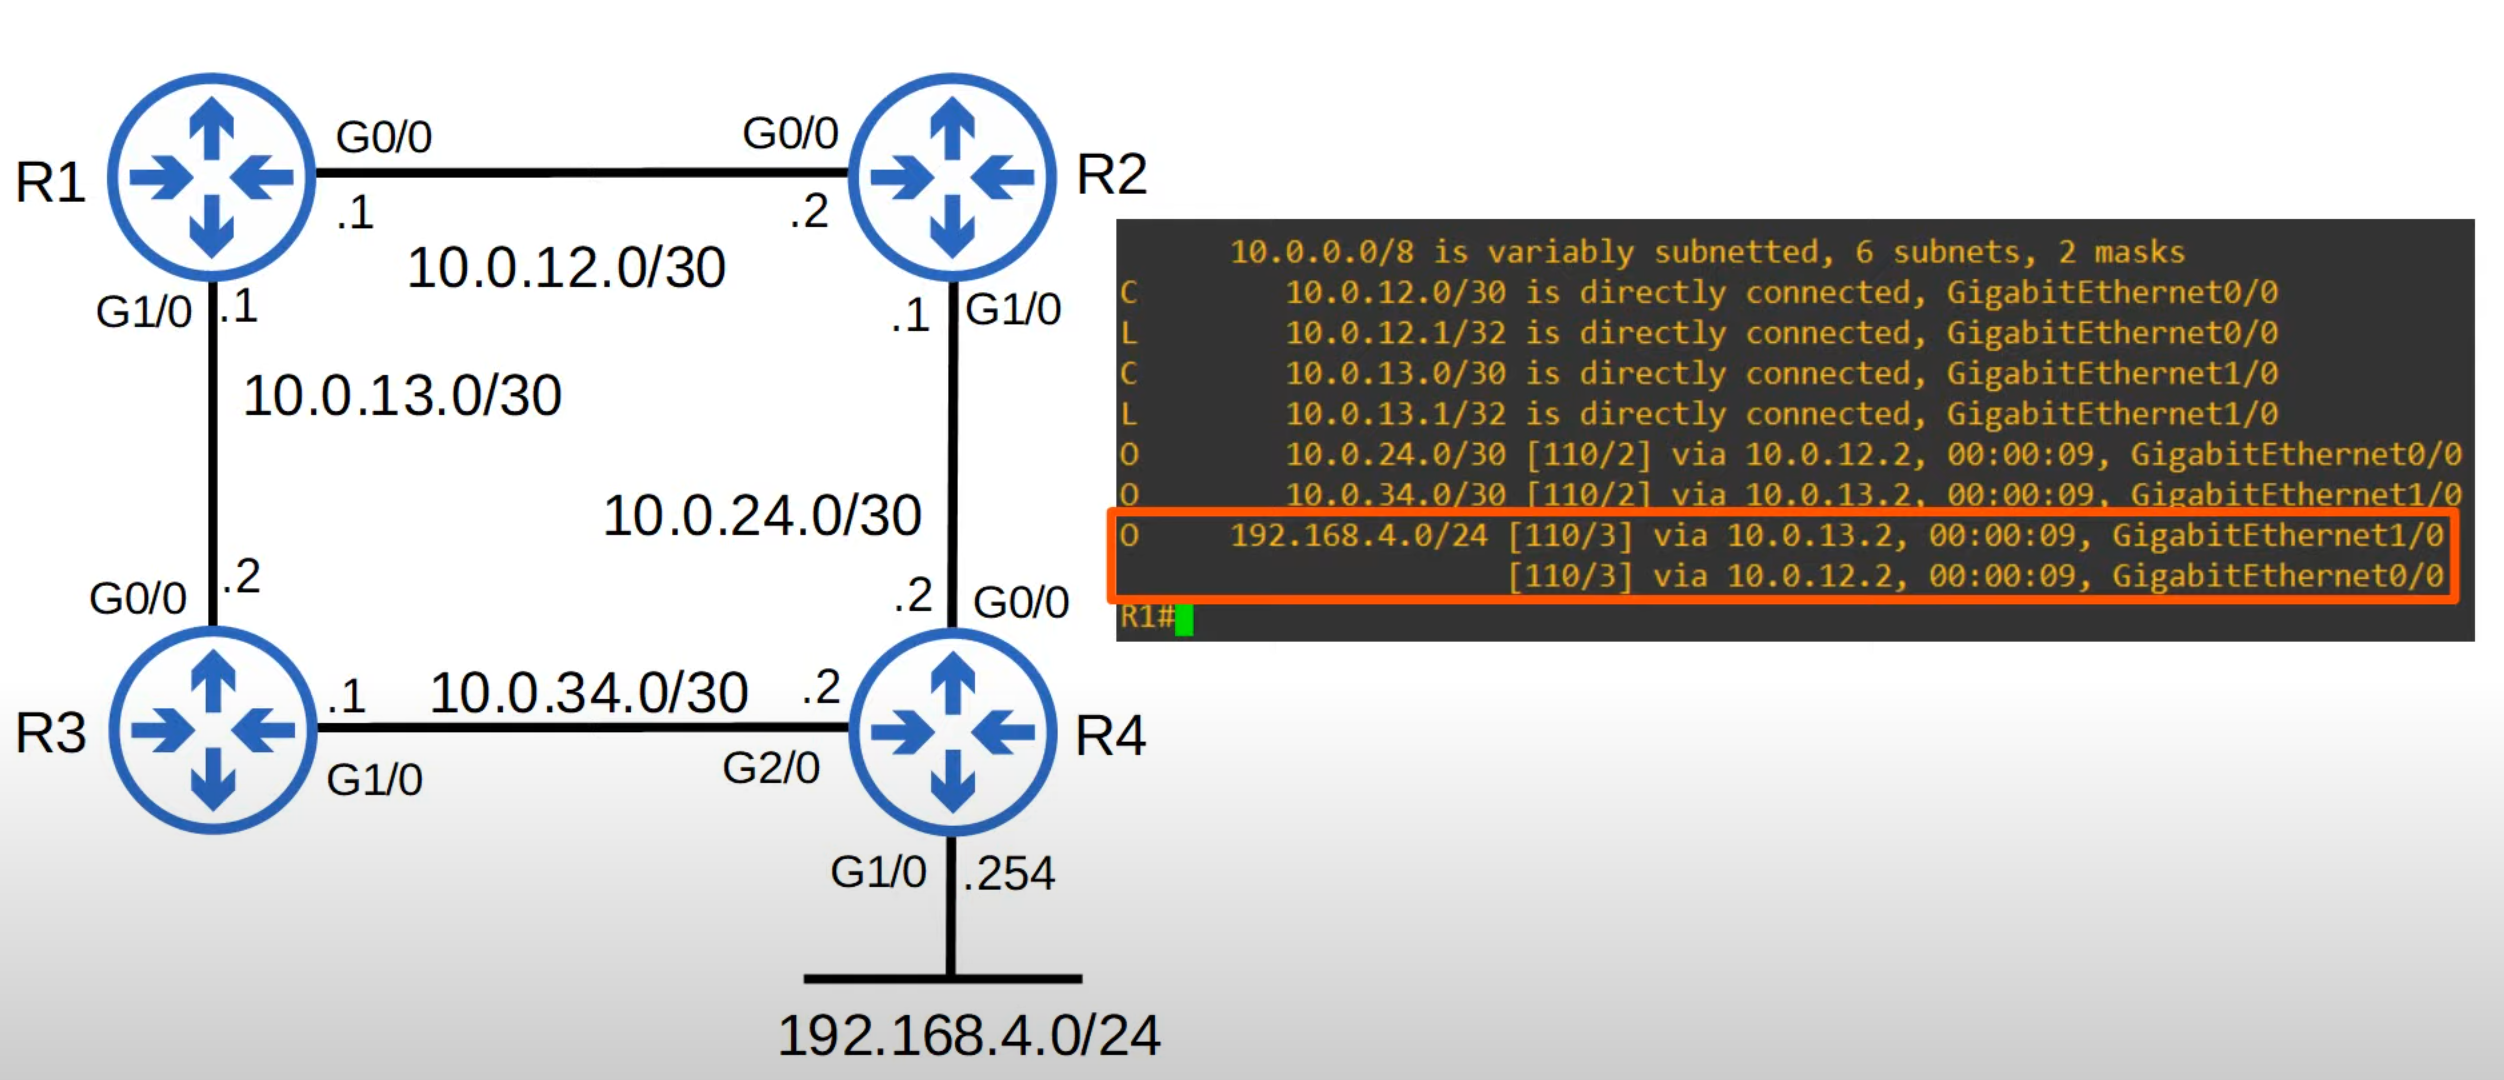 G0/0
G0/0
R1
R2
.1
.2
10.0.12.0/30
G1/0
.1
.1
G1/0
10.0.13.0/30
10.0.24.0/30
G0/0
.2
.2
G0/0
R3
.1
10.0.34.0/30
.2
R4
G1/0
G2/0
G1/0
.254
192.168.4.0/24
10.0.0.0/8 is variably subnetted, 6 subnets, 2 masks
C 10.0.12.0/30 is directly connected, GigabitEthernet0/0
L 10.0.12.1/32 is directly connected, GigabitEthernet0/0
C 10.0.13.0/30 is directly connected, GigabitEthernet1/0
L 10.0.13.1/32 is directly connected, GigabitEthernet1/0
O 10.0.24.0/30 [110/2] via 10.0.12.2, 00:00:09, GigabitEthernet0/0
O 10.0.34.0/30 [110/2] via 10.0.13.2, 00:00:09, GigabitEthernet1/0
O 192.168.4.0/24 [110/3] via 10.0.13.2, 00:00:09, GigabitEthernet1/0
[110/3] via 10.0.12.2, 00:00:09, GigabitEthernet0/0
R1#